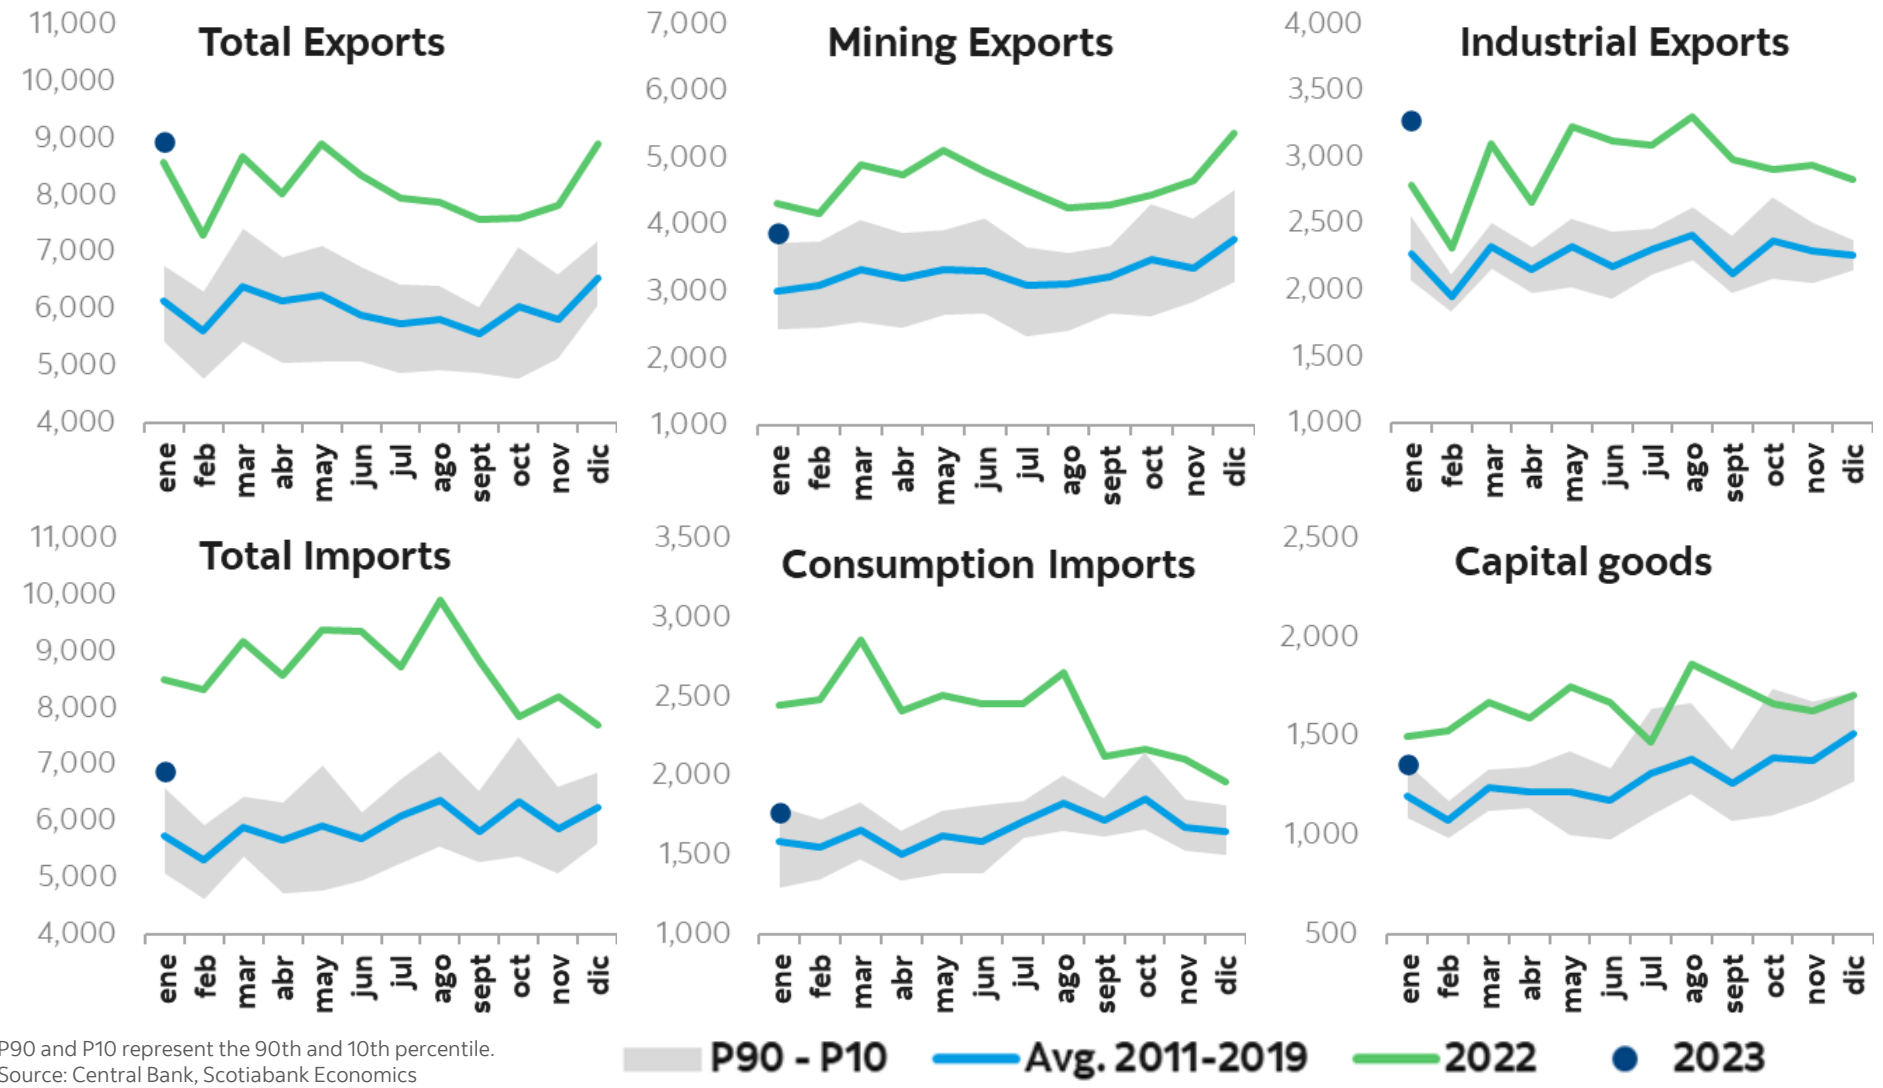 Total Exports
11,000
10,000
9,000
8,000
7,000
6,000
5,000
4,000
ene feb mar abr may jun jul ago sept oct nov dic
Mining Exports
7,000
6,000
5,000
4,000
3,000
2,000
1,000
ene feb mar abr may jun jul ago sept oct nov dic
Industrial Exports
4,000
3,500
3,000
2,500
2,000
1,500
1,000
ene feb mar abr may jun jul ago sept oct nov dic
Total Imports
11,000
10,000
9,000
8,000
7,000
6,000
5,000
4,000
ene feb mar abr may jun jul ago sept oct nov dic
Consumption Imports
3,500
3,000
2,500
2,000
1,500
1,000
ene feb mar abr may jun jul ago sept oct nov dic
Capital goods
2,500
2,000
1,500
1,000
500
ene feb mar abr may jun jul ago sept oct nov dic
P90 and P10 represent the 90th and 10th percentile.
Source: Central Bank, Scotiabank Economics
P90 - P10 Avg. 2011-2019 2022 2023